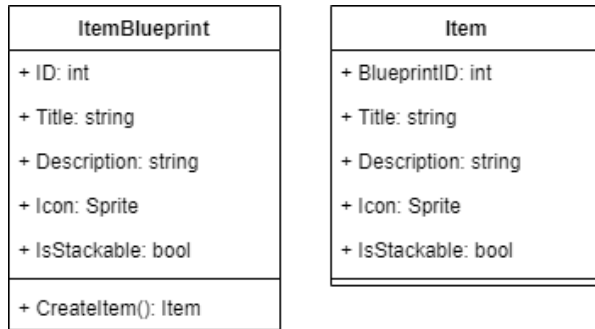 ItemBlueprint
+ ID: int
+ Title: string
+ Description: string
+ Icon: Sprite
+ IsStackable: bool
+ CreateItem(): Item
Item
+ BlueprintID: int
+ Title: string
+ Description: string
+ Icon: Sprite
+ IsStackable: bool